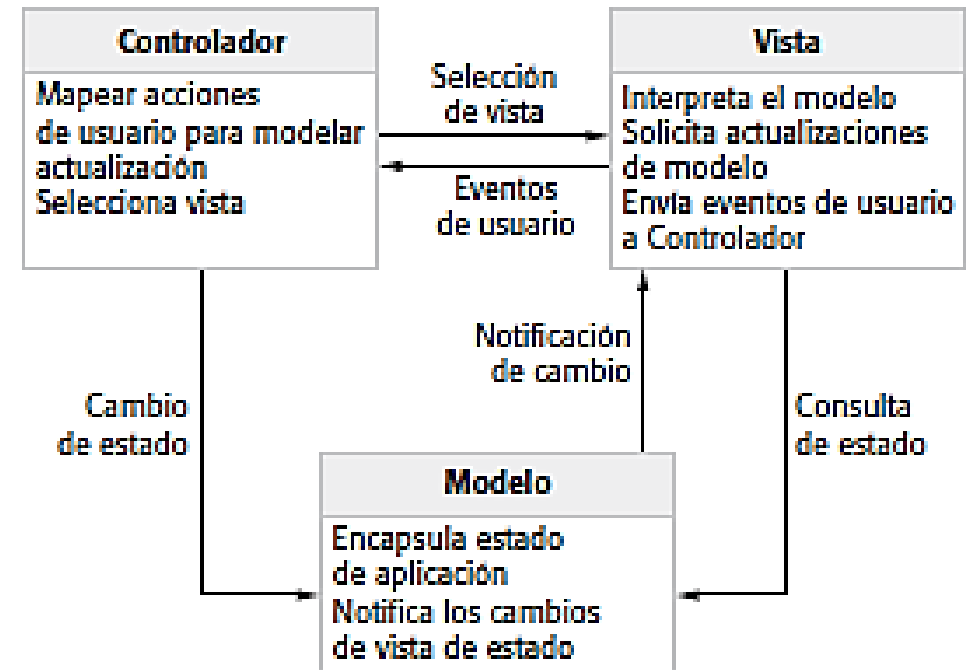 Controlador
Mapear acciones
de usuario para modelar
actualización
Selecciona vista
Selección
de vista
Eventos
de usuario
Vista
Interpreta el modelo
Solicita actualizaciones
de modelo
Envía eventos de usuario
a Controlador
Cambio
de estado
Notificación
de cambio
Consulta
de estado
Modelo
Encapsula estado
de aplicación
Notifica los cambios
de vista de estado